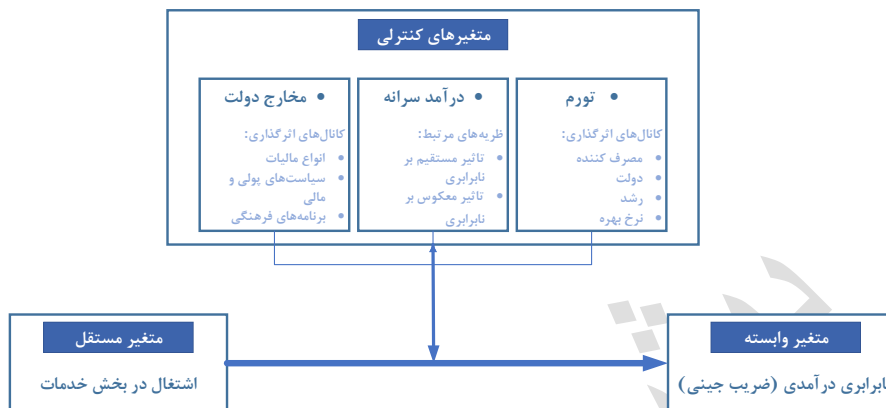 متغیرهای کنترلی
• تورم
کانال‌های اثرگذاری:
• مصرف کننده
• دولت
• رشد
• نرخ بهره
• درآمد سرانه
ظریه‌های مرتبط:
• تاثیر مستقیم بر
نابرابری
• تاثیر معکوس بر
نابرابری
• مخارج دولت
کانال‌های اثرگذاری:
• انواع مالیات
• سیاست‌های پولی و
مالی
• برنامه‌های فرهنگی
متغیر وابسته
ابرابری درآمدی (ضریب جینی)
متغیر مستقل
اشتغال در بخش خدمات